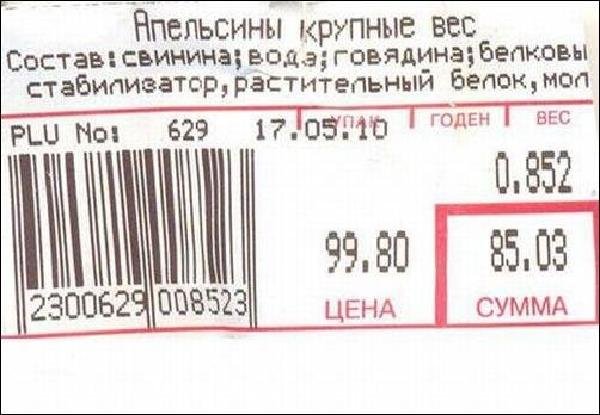 Апельсины крупные вес
Состав:свинина;вода;говядина;белковы
стабилизатор,растительный белок,мол
PLU No: 629 17.05.10 УПАК ГОДЕН ВЕС
0.852
99.80 85.03
2300629 008523 ЦЕНА СУММА